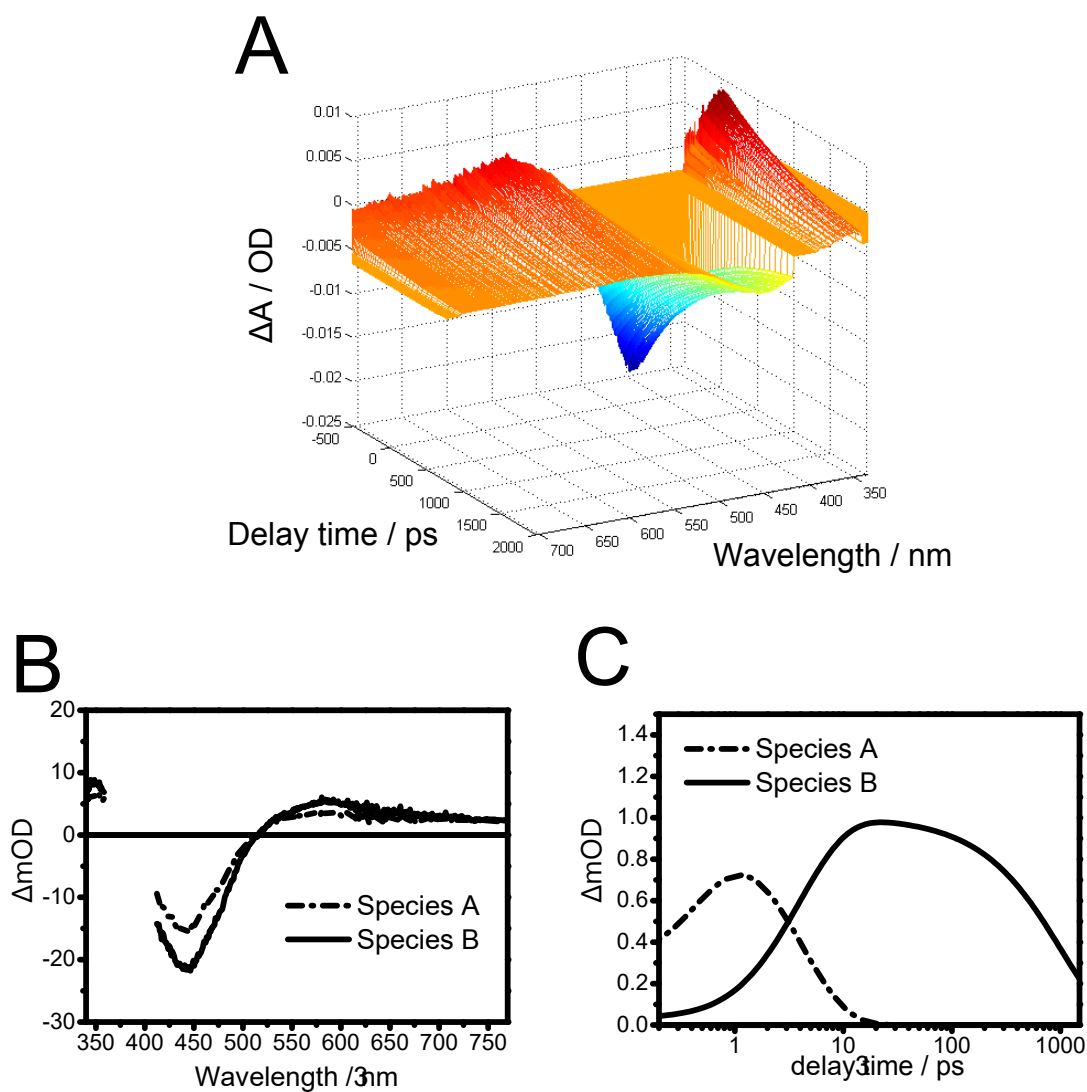 A
0.01
0.005
0
-0.005
-0.01
-0.015
-0.02
-0.025
ΔA / OD
-500
0
500
1000
1500
2000
Delay time / ps
700
650
600
550
500
450
400
350
Wavelength / nm
B
20
10
0
-10
-20
-30
ΔmOD
Species A
Species B
350 400 450 500 550 600 650 700 750
Wavelength /3nm
C
1.4
1.2
1.0
0.8
0.6
0.4
0.2
0.0
ΔmOD
Species A
Species B
1 10 100 1000
delay3time / ps